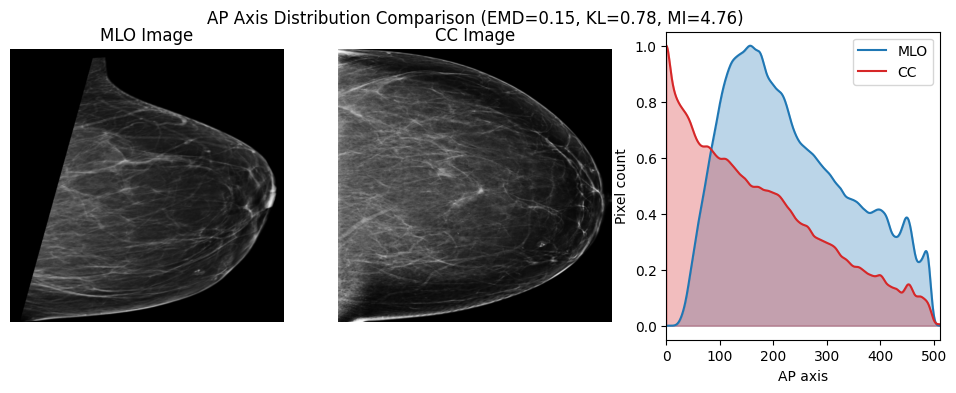 AP Axis Distribution Comparison (EMD=0.15, KL=0.78, MI=4.76)
MLO Image
CC Image
MLO
CC
Pixel count
1.0
0.8
0.6
0.4
0.2
0.0
0 100 200 300 400 500
AP axis